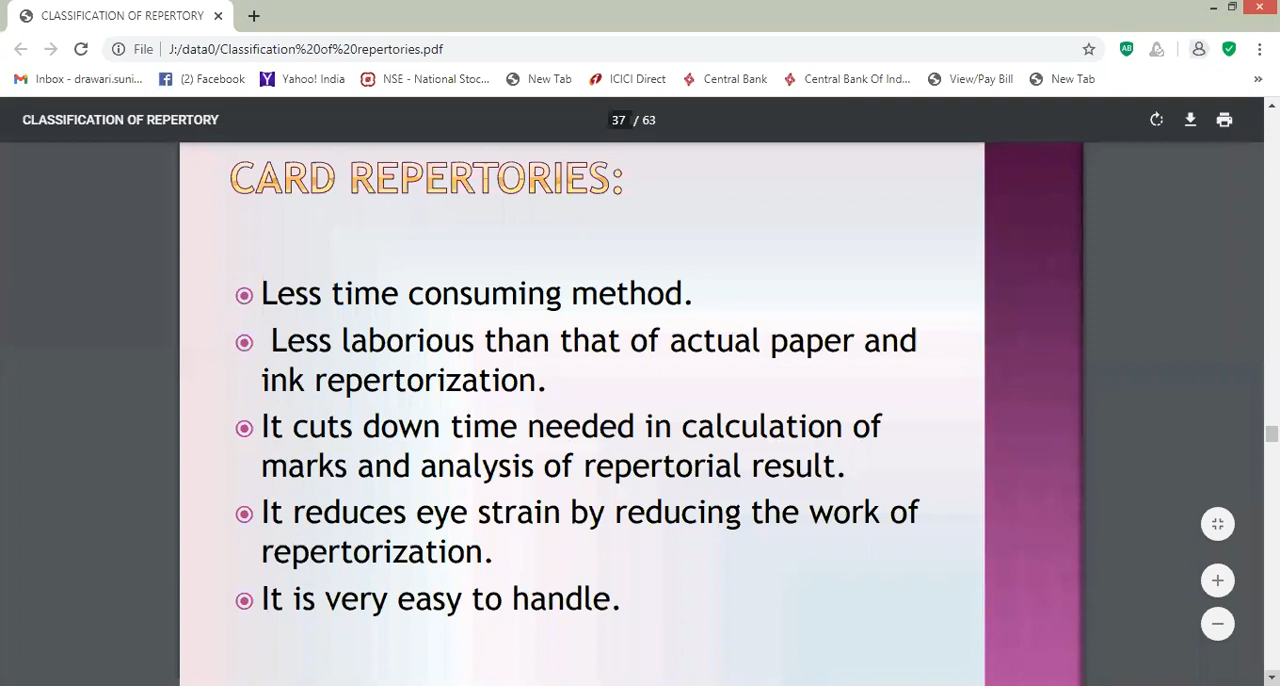 CLASSIFICATION OF REPERTORY
File
J:/data0/Classification%20of%20repertories.pdf
AB
Inbox - drawari.suni...
(2) Facebook
Yahoo! India
NSE - National Stoc...
New Tab
ICICI Direct
Central Bank
Central Bank Of Ind...
View/Pay Bill
New Tab
»
CLASSIFICATION OF REPERTORY
37 / 63
CARD REPERTORIES:
Less time consuming method.
Less laborious than that of actual paper and
ink repertorization.
It cuts down time needed in calculation of
marks and analysis of repertorial result.
It reduces eye strain by reducing the work of
repertorization.
It is very easy to handle.